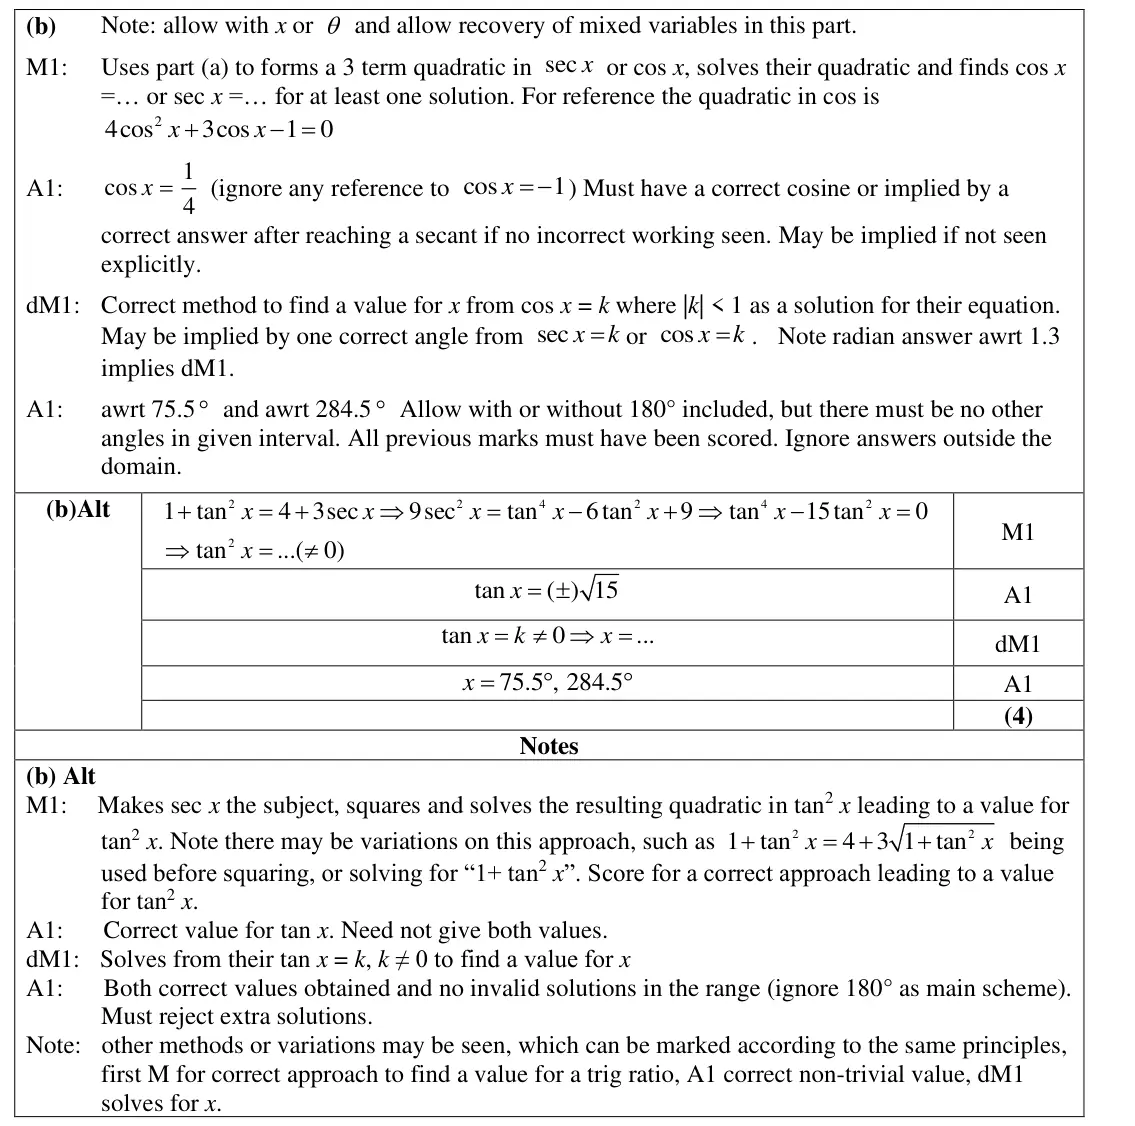 (b) Note: allow with x or θ and allow recovery of mixed variables in this part.
M1: Uses part (a) to forms a 3 term quadratic in sec x or cos x, solves their quadratic and finds cos x
=… or sec x =… for at least one solution. For reference the quadratic in cos is
4cos² x+3cos x−1=0
A1: cos x = 1/4 (ignore any reference to cos x = −1) Must have a correct cosine or implied by a
correct answer after reaching a secant if no incorrect working seen. May be implied if not seen
explicitly.
dM1: Correct method to find a value for x from cos x = k where |k| < 1 as a solution for their equation.
May be implied by one correct angle from sec x = k or cos x = k . Note radian answer awrt 1.3
implies dM1.
A1: awrt 75.5° and awrt 284.5° Allow with or without 180° included, but there must be no other
angles in given interval. All previous marks must have been scored. Ignore answers outside the
domain.
(b)Alt 1+tan² x = 4+3sec x ⇒ 9sec² x = tan⁴ x−6tan² x+9 ⇒ tan⁴ x−15tan² x = 0
⇒ tan² x = ...(≠ 0) M1
tan x = (±)√15 A1
tan x = k ≠ 0 ⇒ x = ... dM1
x = 75.5°, 284.5° A1
(4)
Notes
(b) Alt
M1: Makes sec x the subject, squares and solves the resulting quadratic in tan² x leading to a value for
tan² x. Note there may be variations on this approach, such as 1+tan² x = 4+3√(1+tan² x) being
used before squaring, or solving for “1+ tan² x”. Score for a correct approach leading to a value
for tan² x.
A1: Correct value for tan x. Need not give both values.
dM1: Solves from their tan x = k, k ≠ 0 to find a value for x
A1: Both correct values obtained and no invalid solutions in the range (ignore 180° as main scheme).
Must reject extra solutions.
Note: other methods or variations may be seen, which can be marked according to the same principles,
first M for correct approach to find a value for a trig ratio, A1 correct non-trivial value, dM1
solves for x.